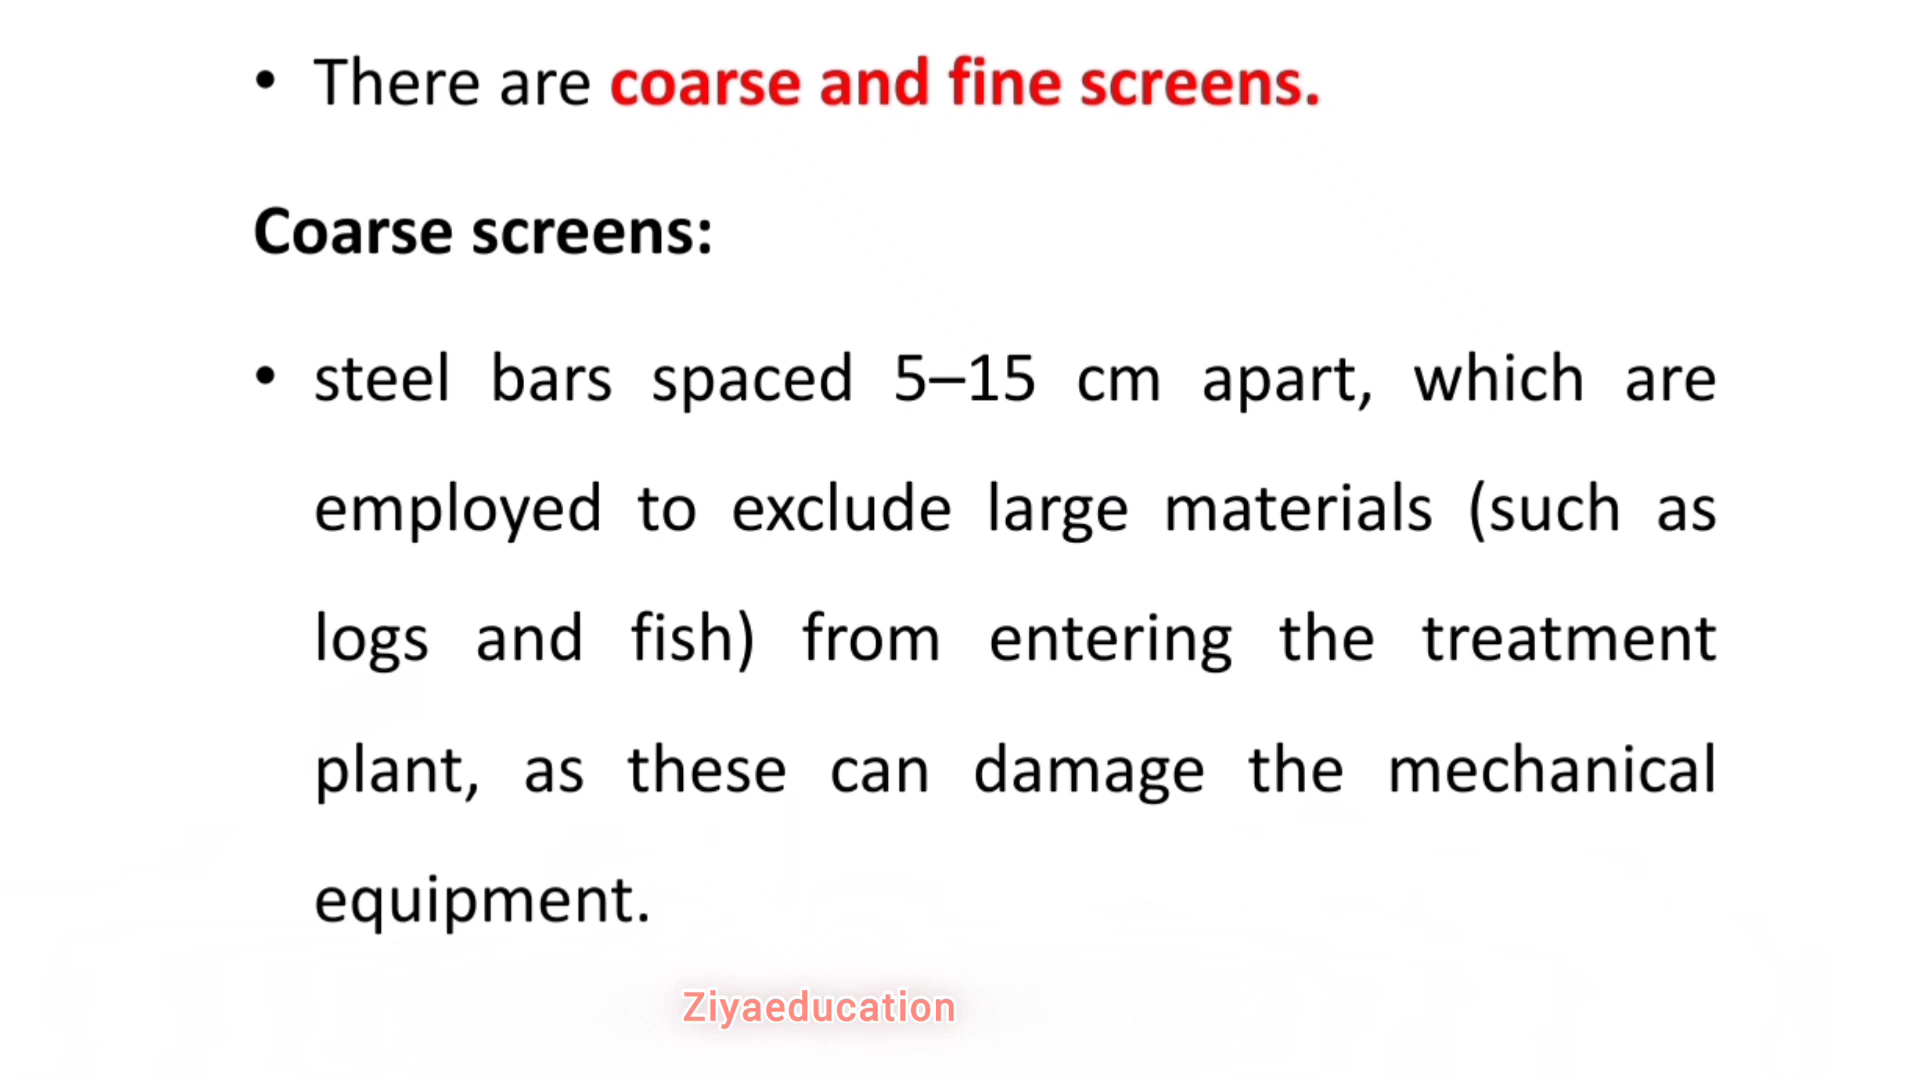 • There are coarse and fine screens.
Coarse screens:
• steel bars spaced 5–15 cm apart, which are
employed to exclude large materials (such as
logs and fish) from entering the treatment
plant, as these can damage the mechanical
equipment.
Ziyaeducation